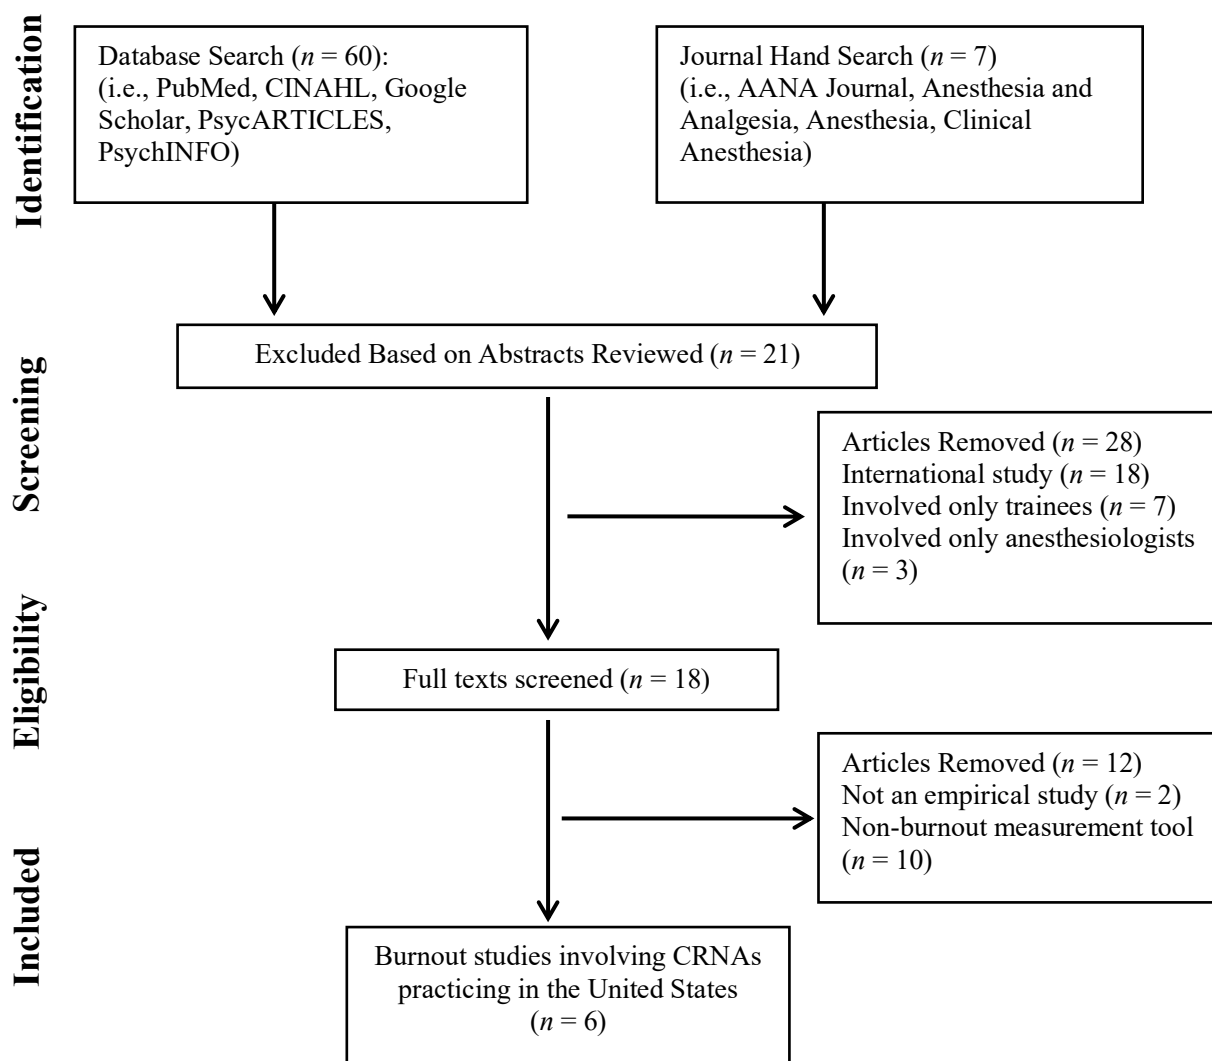 Identification
Database Search (n = 60):
(i.e., PubMed, CINAHL, Google
Scholar, PsycARTICLES,
PsychINFO)
Journal Hand Search (n = 7)
(i.e., AANA Journal, Anesthesia and
Analgesia, Anesthesia, Clinical
Anesthesia)
Screening
Excluded Based on Abstracts Reviewed (n = 21)
Articles Removed (n = 28)
International study (n = 18)
Involved only trainees (n = 7)
Involved only anesthesiologists
(n = 3)
Eligibility
Full texts screened (n = 18)
Articles Removed (n = 12)
Not an empirical study (n = 2)
Non-burnout measurement tool
(n = 10)
Included
Burnout studies involving CRNAs
practicing in the United States
(n = 6)